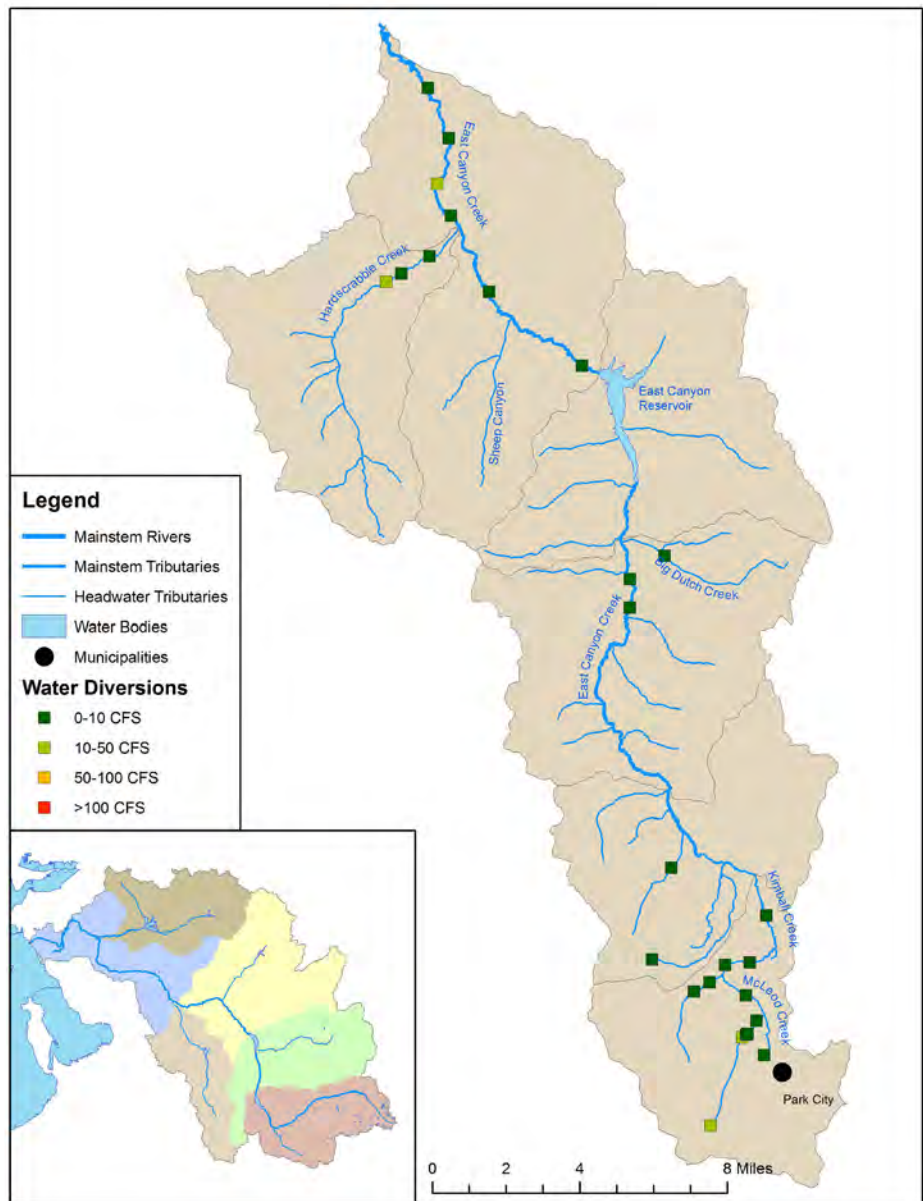 East Canyon Creek
Hardscrabble Creek
Sheep Canyon
East Canyon
Reservoir
Big Dutch Creek
East Canyon Creek
Kimball Creek
McLeod Creek
Park City
Legend
Mainstem Rivers
Mainstem Tributaries
Headwater Tributaries
Water Bodies
Municipalities
Water Diversions
0-10 CFS
10-50 CFS
50-100 CFS
>100 CFS
0 2 4 8 Miles